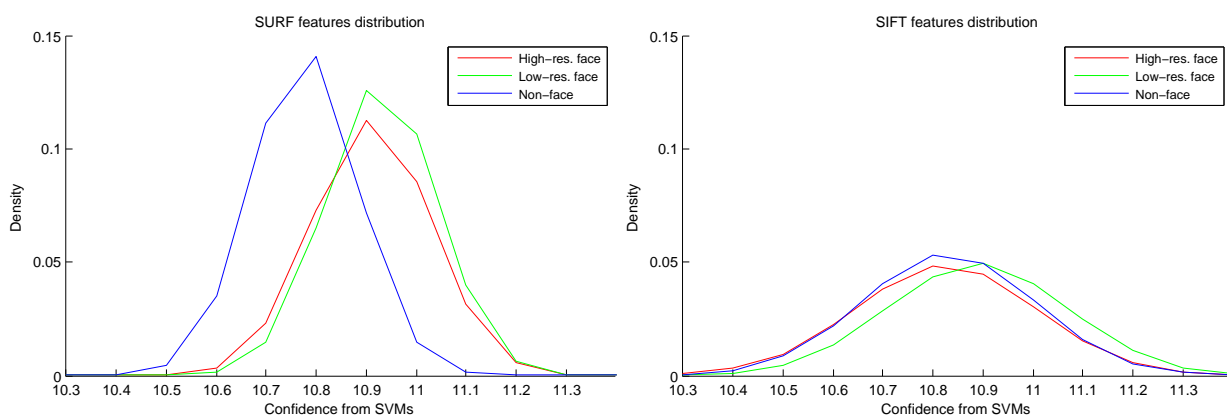 SURF features distribution
0.15
0.1
0.05
0
Density
High-res. face
Low-res. face
Non-face
10.3 10.4 10.5 10.6 10.7 10.8 10.9 11 11.1 11.2 11.3
Confidence from SVMs
SIFT features distribution
0.15
0.1
0.05
0
Density
High-res. face
Low-res. face
Non-face
10.3 10.4 10.5 10.6 10.7 10.8 10.9 11 11.1 11.2 11.3
Confidence from SVMs